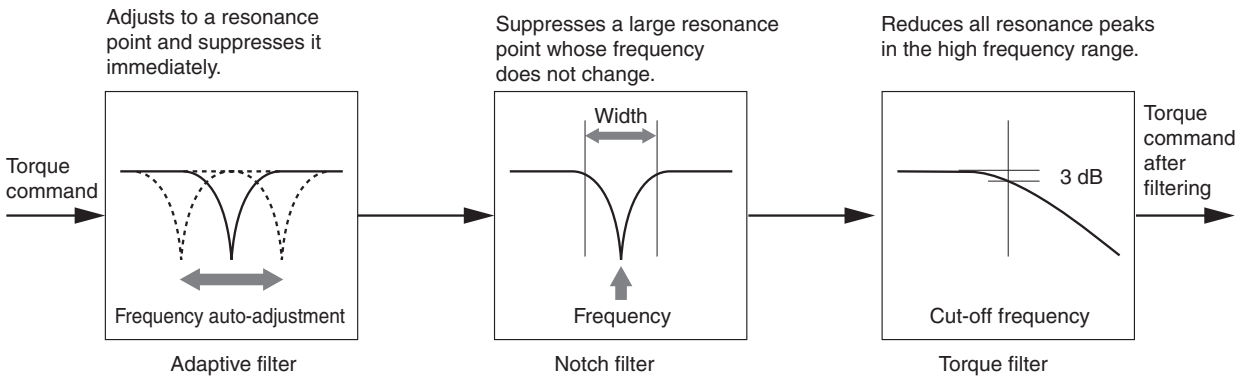 Adjusts to a resonance
point and suppresses it
immediately.
Suppresses a large resonance
point whose frequency
does not change.
Reduces all resonance peaks
in the high frequency range.
Torque
command
Frequency auto-adjustment
Adaptive filter
Width
Frequency
Notch filter
3 dB
Cut-off frequency
Torque filter
Torque
command
after
filtering